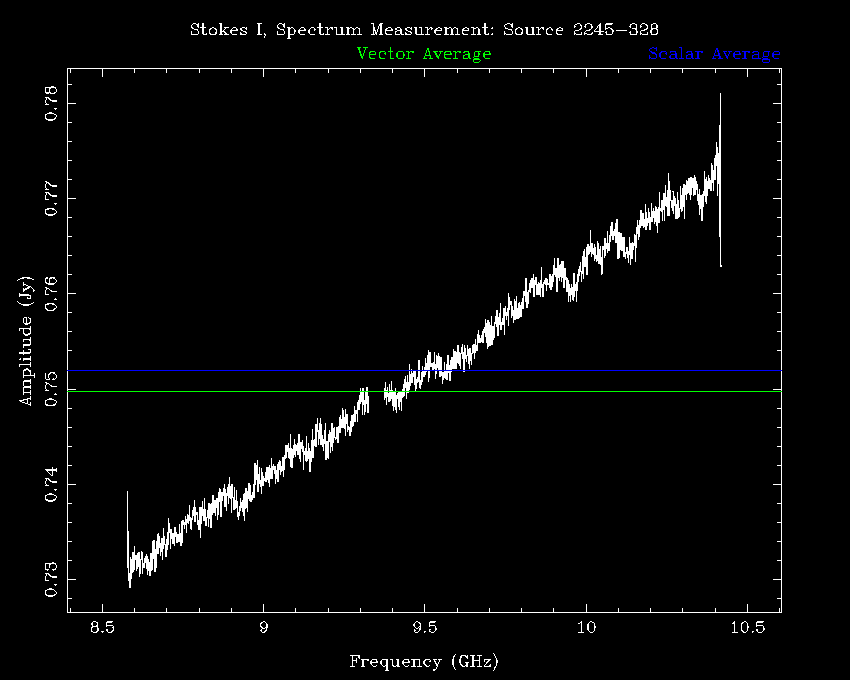 Stokes I, Spectrum Measurement: Source 2245−328
Vector Average Scalar Average
0.78
0.77
0.76
0.75
0.74
0.73
Amplitude (Jy)
8.5 9 9.5 10 10.5
Frequency (GHz)